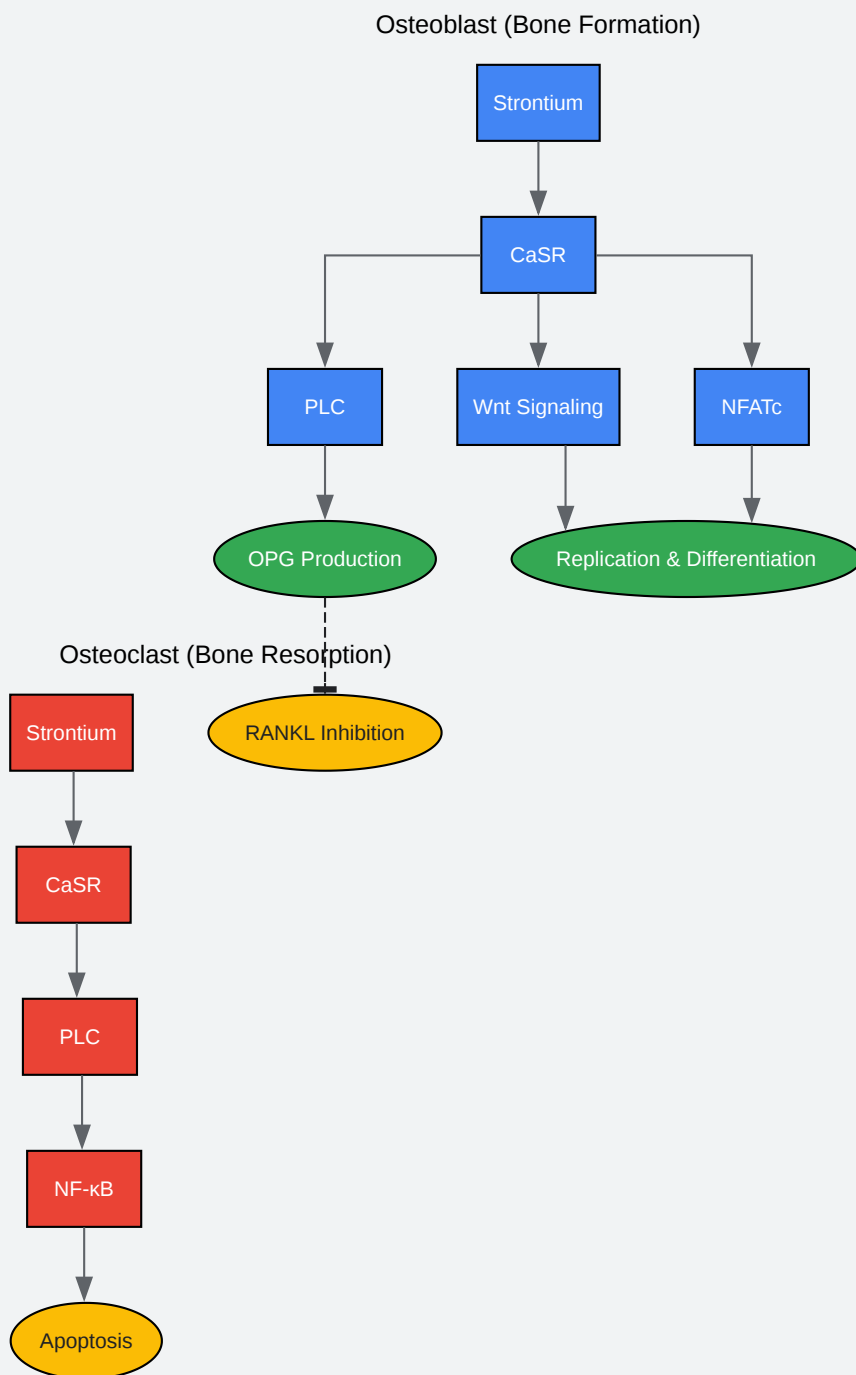 Osteoblast (Bone Formation)
Strontium
CaSR
PLC
Wnt Signaling
NFATc
OPG Production
Replication & Differentiation
Osteoclast (Bone Resorption)
Strontium
RANKL Inhibition
CaSR
PLC
NF-κB
Apoptosis